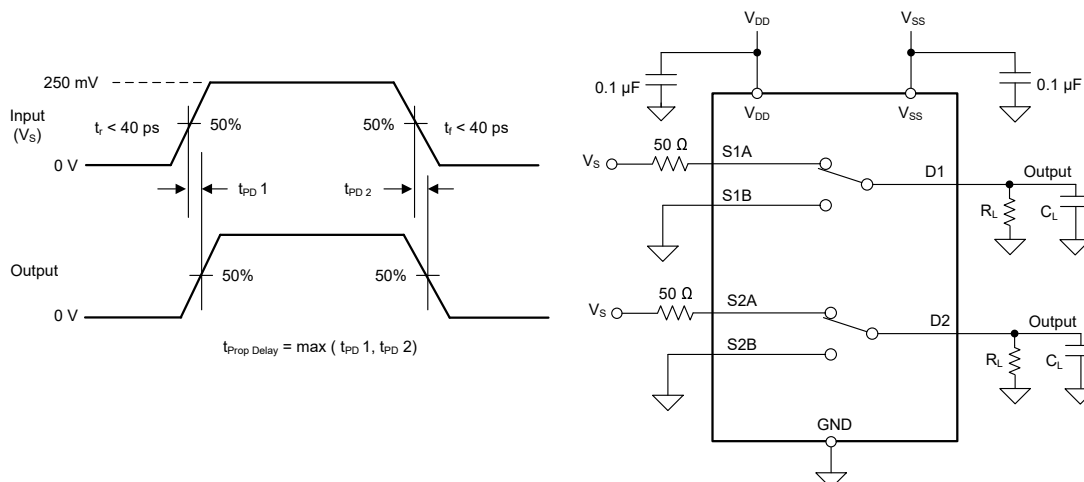 250 mV
Input
(VS)
tr < 40 ps
50%
50%
tf < 40 ps
0 V
tPD 1
tPD 2
Output
50%
50%
0 V
tProp Delay = max ( tPD 1, tPD 2)
VDD
VSS
0.1 µF
0.1 µF
VDD
VSS
50 Ω
VS
S1A
D1
Output
S1B
RL
CL
50 Ω
VS
S2A
D2
Output
S2B
RL
CL
GND